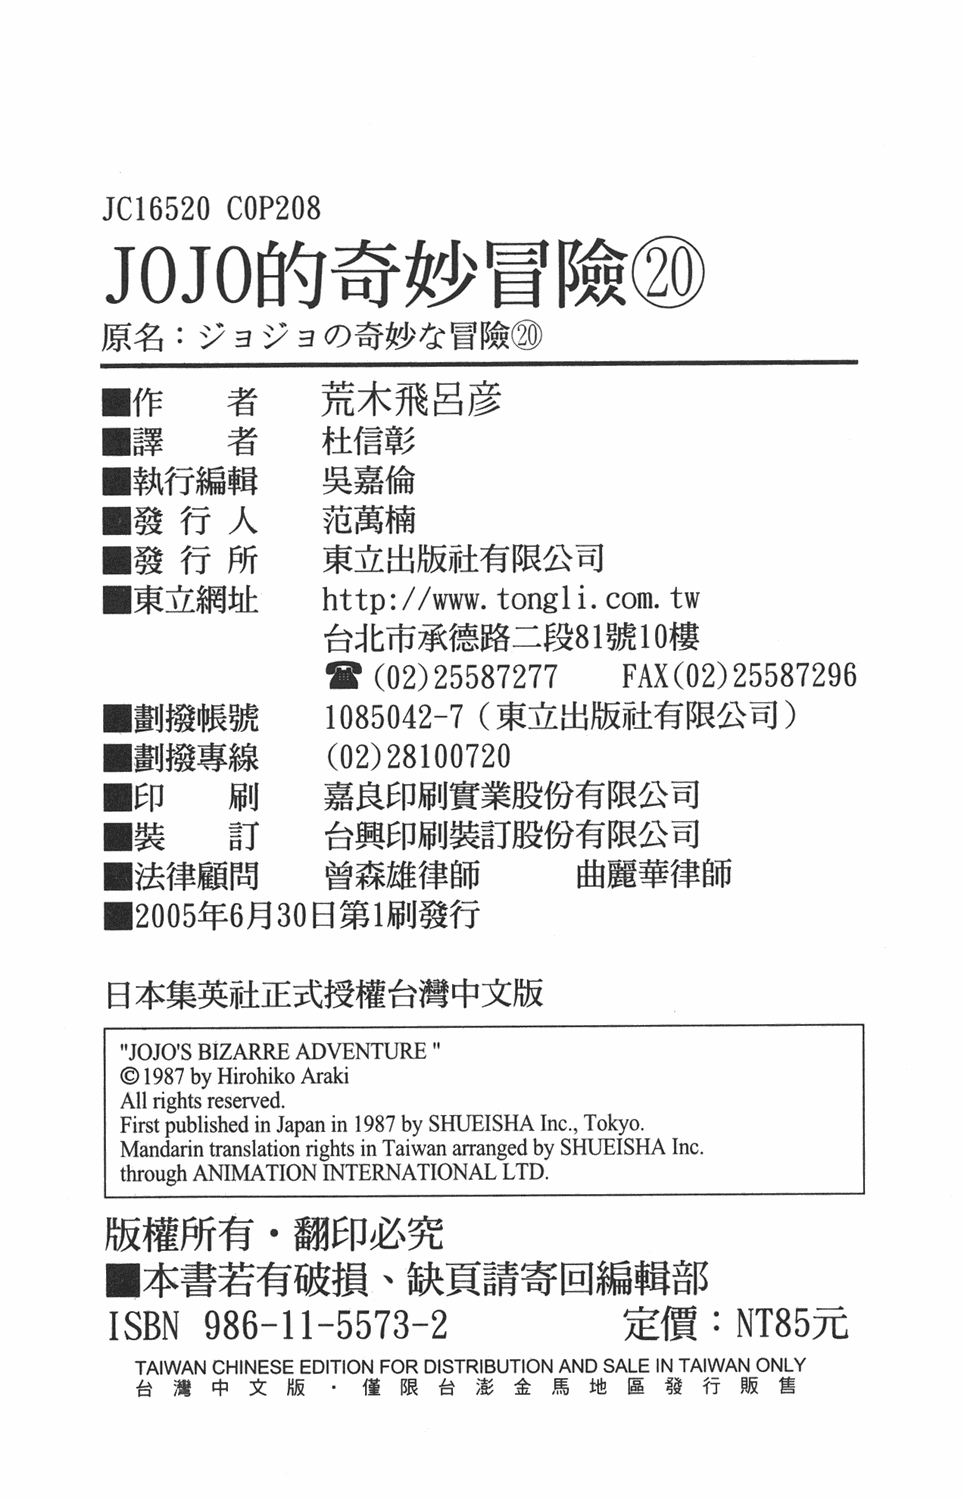 JC16520 C0P208
JOJO的奇妙冒險⑳
原名：ジョジョの奇妙な冒險⑳
■作　者　荒木飛呂彦
■譯　者　杜信彰
■執行編輯　吳嘉倫
■發行人　范萬楠
■發行所　東立出版社有限公司
■東立網址　http://www.tongli.com.tw
台北市承德路二段81號10樓
☎(02)25587277　FAX(02)25587296
■劃撥帳號　1085042-7（東立出版社有限公司）
■劃撥專線　(02)28100720
■印　刷　嘉良印刷實業股份有限公司
■裝　訂　台興印刷裝訂股份有限公司
■法律顧問　曾森雄律師　曲麗華律師
■2005年6月30日第1刷發行
日本集英社正式授權台灣中文版
"JOJO'S BIZARRE ADVENTURE "
©1987 by Hirohiko Araki
All rights reserved.
First published in Japan in 1987 by SHUEISHA Inc., Tokyo.
Mandarin translation rights in Taiwan arranged by SHUEISHA Inc.
through ANIMATION INTERNATIONAL LTD.
版權所有・翻印必究
■本書若有破損、缺頁請寄回編輯部
ISBN 986-11-5573-2　定價：NT85元
TAIWAN CHINESE EDITION FOR DISTRIBUTION AND SALE IN TAIWAN ONLY
台灣中文版・僅限台澎金馬地區發行販售